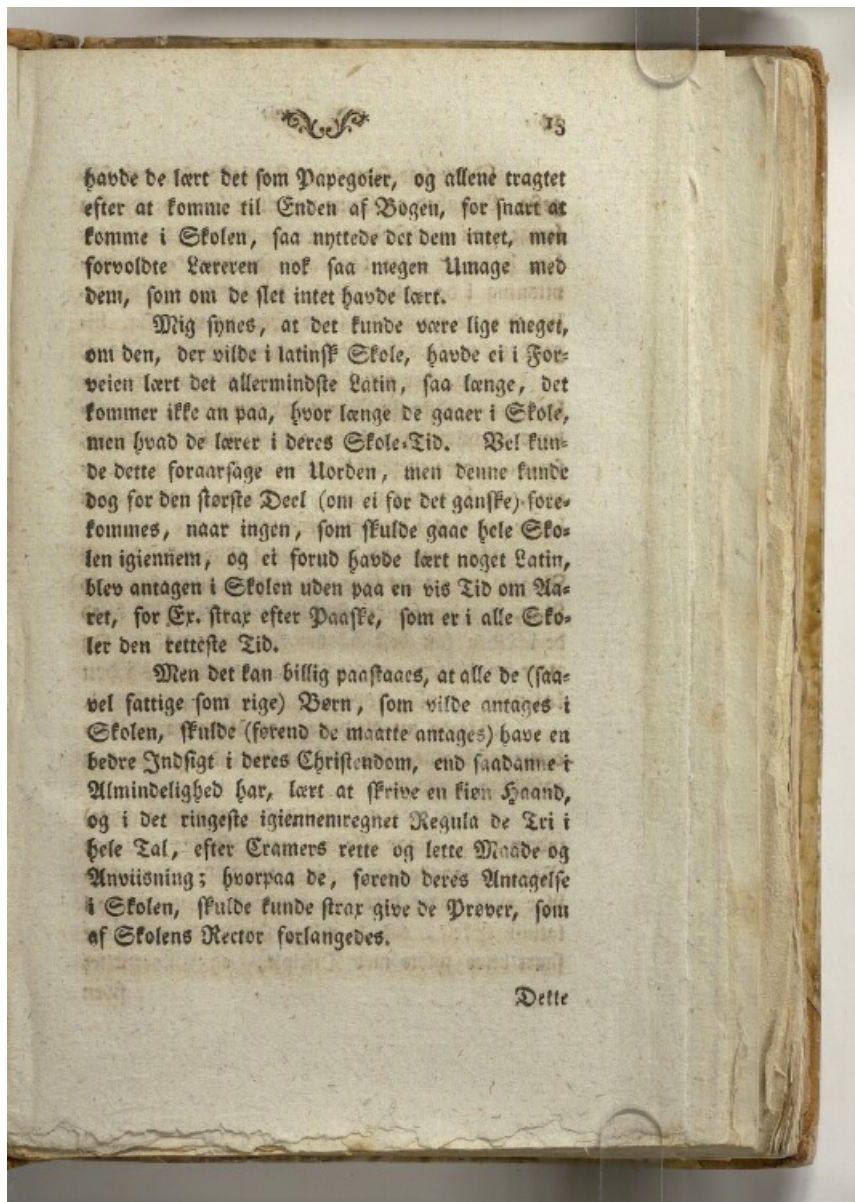 13
havde de lært det som Papegoier, og allene tragtet
efter at komme til Enden af Bogen, for snart at
komme i Skolen, saa nyttede det dem intet, men
forvoldte Læreren nok saa megen Umage med
dem, som om de slet intet havde lært.
Mig synes, at det kunde være lige meget,
om den, der vilde i latinsk Skole, havde ei i For-
veien lært det allermindste Latin, saa længe, det
kommer ikke an paa, hvor længe de gaaer i Skole,
men hvad de lærer i deres Skole-Tid. Vel kun-
de dette foraarsage en Uorden, men denne kunde
dog for den største Deel (om ei for det ganske) fore-
kommes, naar ingen, som skulde gaae hele Sko-
len igiennem, og ei forud havde lært noget Latin,
blev antagen i Skolen uden paa en vis Tid om Aa-
ret, for Ex. strax efter Paaske, som er i alle Sko-
ler den retteste Tid.
Men det kan billig paastaaes, at alle de (saa-
vel fattige som rige) Børn, som vilde antages i
Skolen, skulde (førend de maatte antages) have en
bedre Indsigt i deres Christendom, end saadanne i
Almindelighed har, lært at skrive en kiøn Haand,
og i det ringeste igiennemregnet Regula de Tri i
hele Tal, efter Cramers rette og lette Maade og
Anviisning; hvorpaa de, førend deres Antagelse
i Skolen, skulde kunde strax give de Prøver, som
af Skolens Rector forlangedes.
Dette